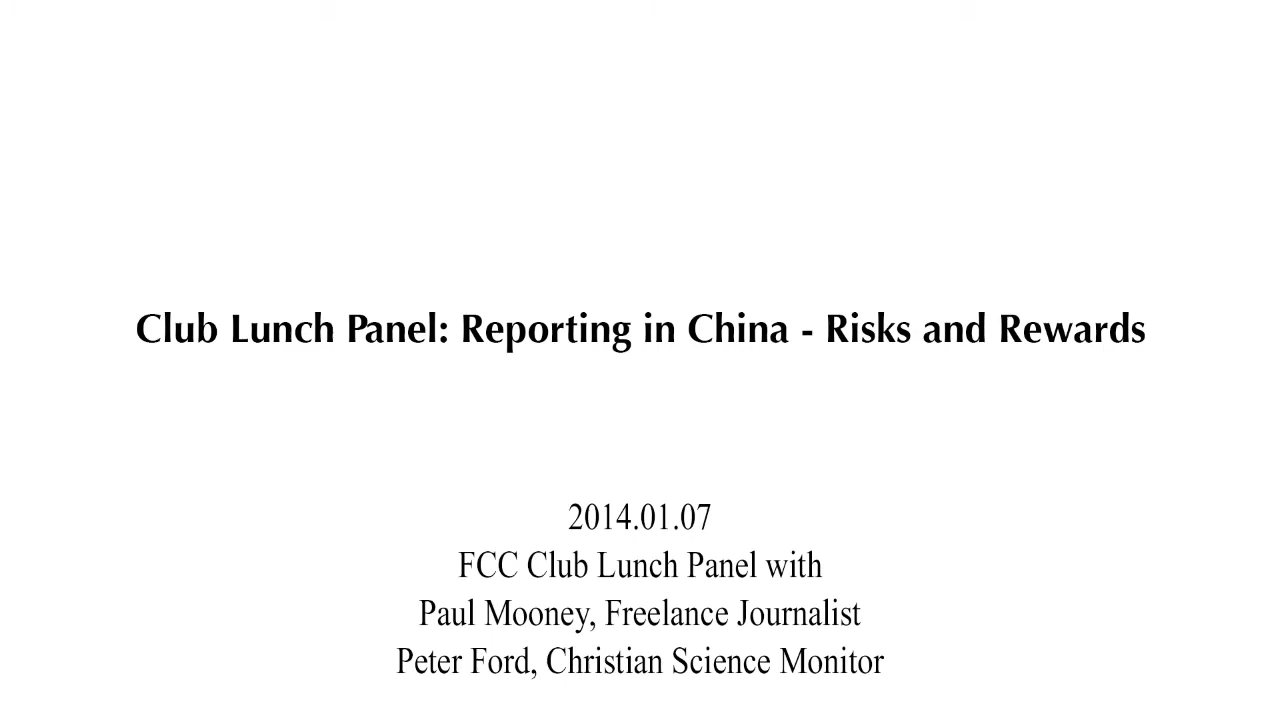 Club Lunch Panel: Reporting in China - Risks and Rewards
2014.01.07
FCC Club Lunch Panel with
Paul Mooney, Freelance Journalist
Peter Ford, Christian Science Monitor